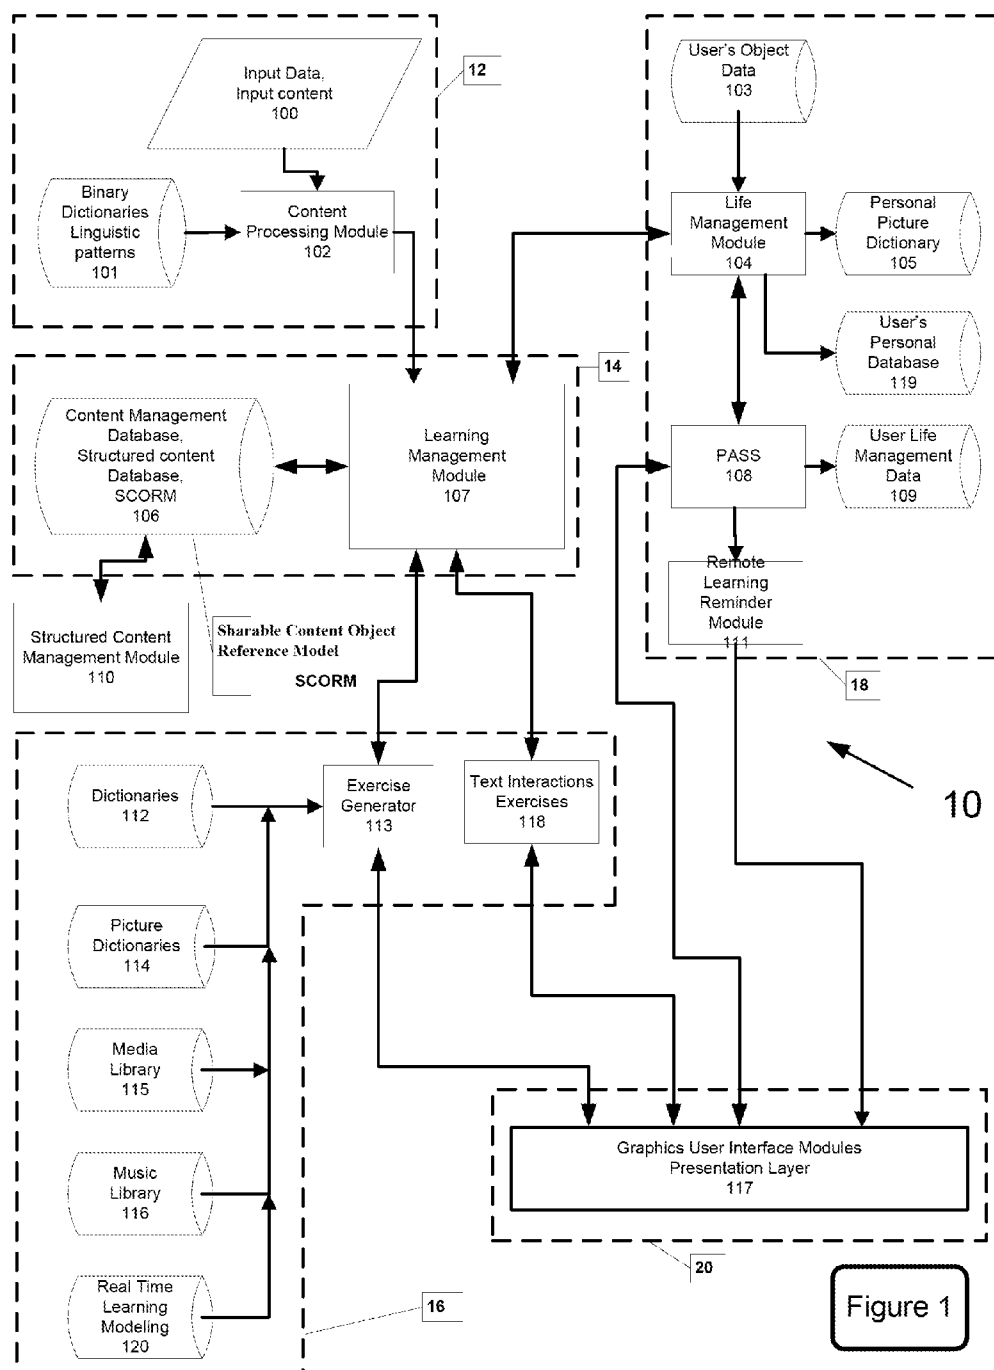 Input Data,
Input content
100
12
Binary
Dictionaries
Linguistic
patterns
101
Content
Processing Module
102
User's Object
Data
103
Life
Management
Module
104
Personal
Picture
Dictionary
105
User's
Personal
Database
119
14
Content Management
Database,
Structured content
Database,
SCORM
106
Learning
Management
Module
107
PASS
108
User Life
Management
Data
109
Remote
Learning
Reminder
Module
111
Structured Content
Management Module
110
Sharable Content Object
Reference Model
SCORM
18
10
Dictionaries
112
Exercise
Generator
113
Text Interactions
Exercises
118
Picture
Dictionaries
114
Media
Library
115
Music
Library
116
Real Time
Learning
Modeling
120
16
Graphics User Interface Modules
Presentation Layer
117
20
Figure 1